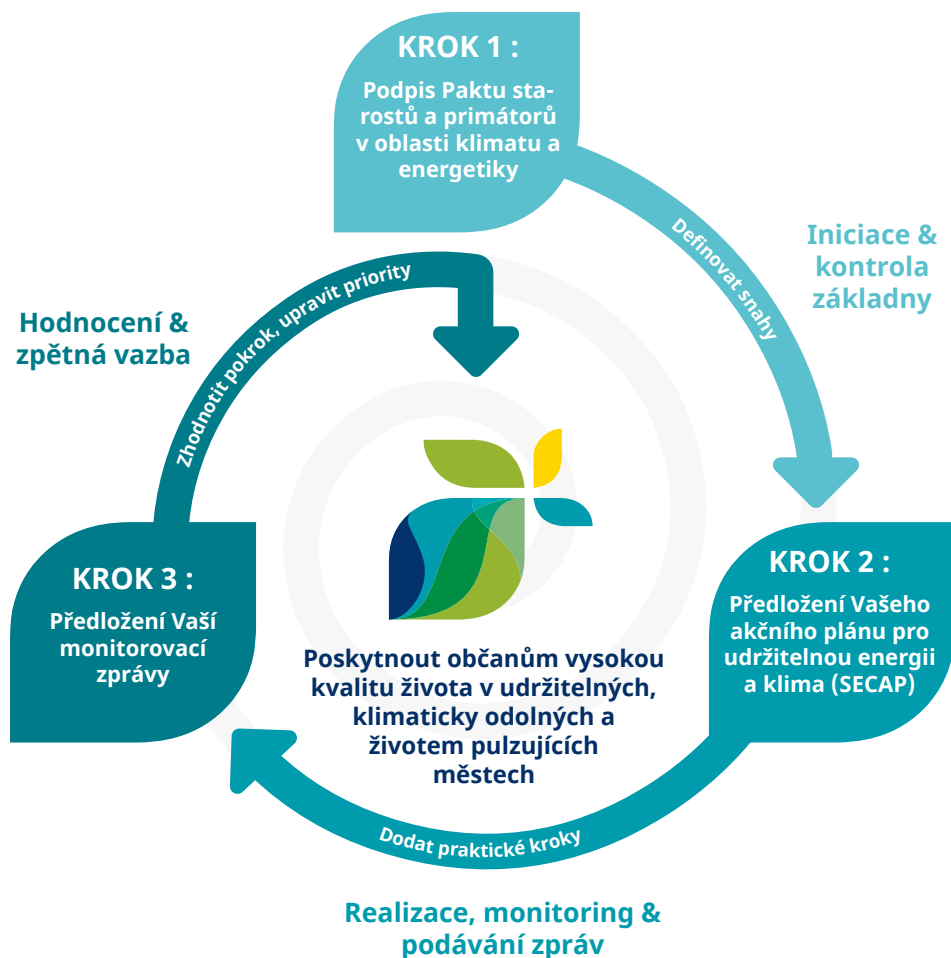 KROK 1 :
Podpis Paktu sta-
rostů a primátorů
v oblasti klimatu a
energetiky
Definovat snahy
Iniciace &
kontrola
základny
KROK 2 :
Předložení Vašeho
akčního plánu pro
udržitelnou energii
a klima (SECAP)
Dodat praktické kroky
Realizace, monitoring &
podávání zpráv
KROK 3 :
Předložení Vaší
monitorovací
zprávy
Zhodnotit pokrok, upravit priority
Hodnocení &
zpětná vazba
Poskytnout občanům vysokou
kvalitu života v udržitelných,
klimaticky odolných a
životem pulzujících
městech